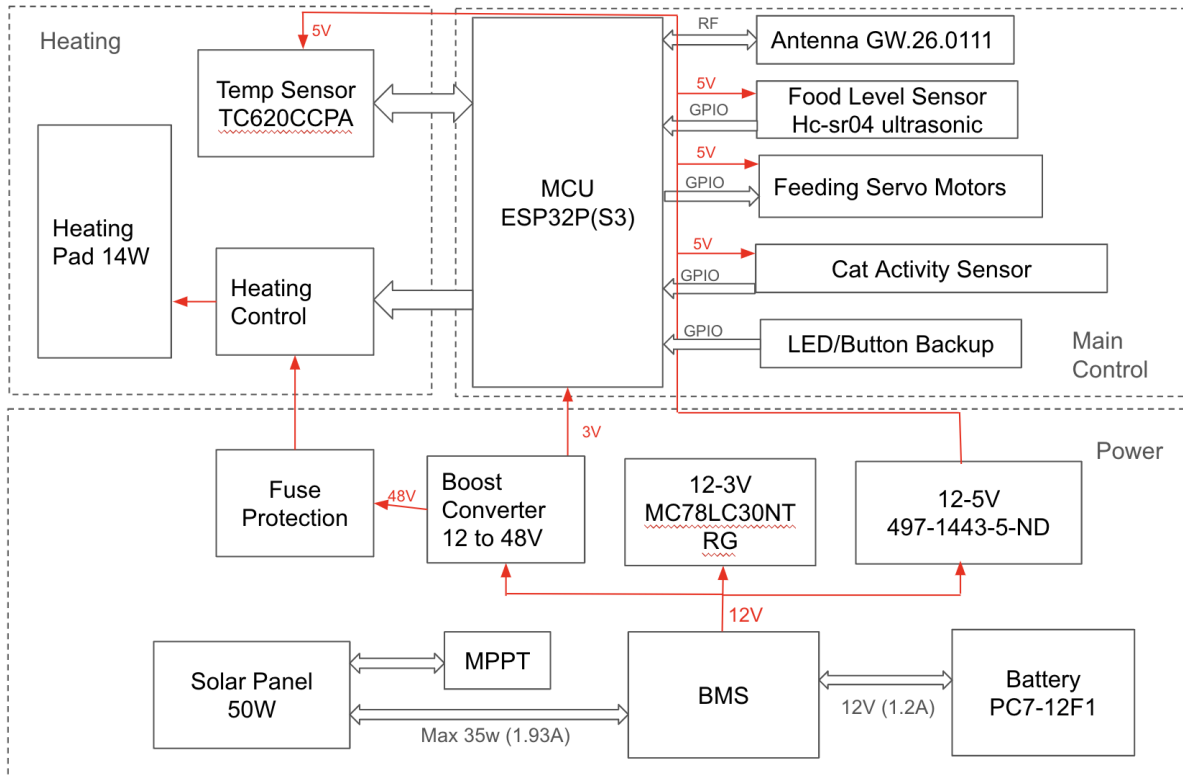 Heating
5V
Temp Sensor
TC620CCPA
Heating
Pad 14W
Heating
Control
MCU
ESP32P(S3)
RF
Antenna GW.26.0111
5V
GPIO
Food Level Sensor
Hc-sr04 ultrasonic
5V
GPIO
Feeding Servo Motors
5V
GPIO
Cat Activity Sensor
GPIO
LED/Button Backup
Main
Control
Power
3V
Fuse
Protection
48V
Boost
Converter
12 to 48V
12-3V
MC78LC30NT
RG
12-5V
497-1443-5-ND
12V
Solar Panel
50W
MPPT
Max 35w (1.93A)
BMS
12V (1.2A)
Battery
PC7-12F1